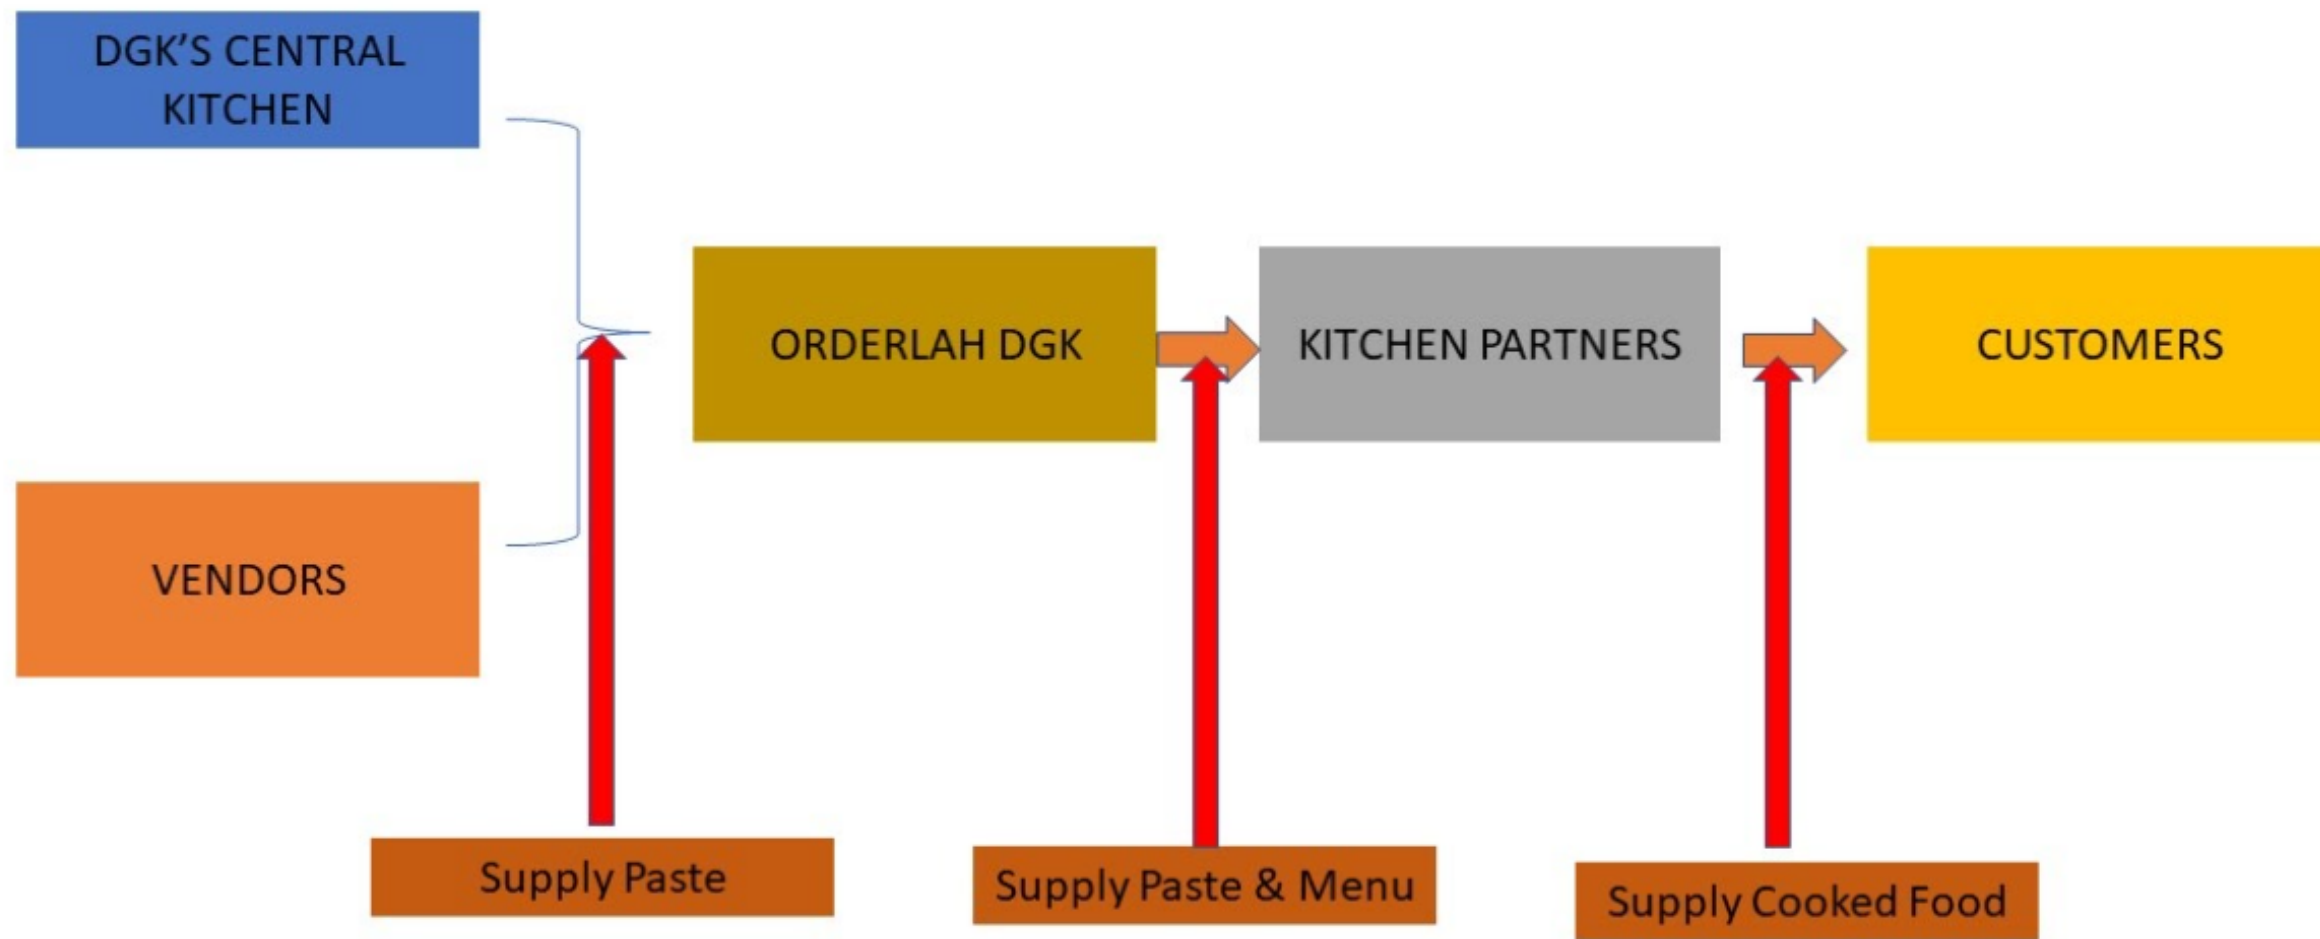 DGK'S CENTRAL
KITCHEN
ORDERLAH DGK
KITCHEN PARTNERS
CUSTOMERS
VENDORS
Supply Paste
Supply Paste & Menu
Supply Cooked Food